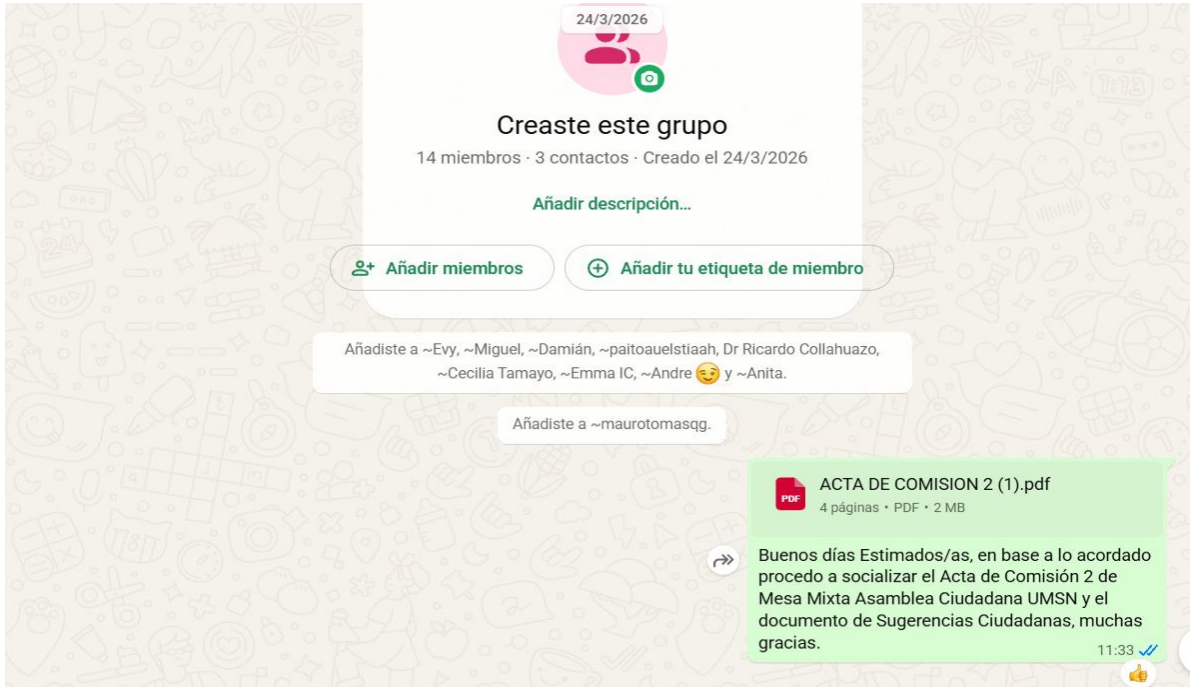 24/3/2026
Creaste este grupo
14 miembros · 3 contactos · Creado el 24/3/2026
Añadir descripción...
Añadir miembros
Añadir tu etiqueta de miembro
Añadiste a ~Evy, ~Miguel, ~Damián, ~paitoauelstiaah, Dr Ricardo Collahuazo,
~Cecilia Tamayo, ~Emma IC, ~Andre 😉 y ~Anita.
Añadiste a ~maurotomasqg.
PDF
ACTA DE COMISION 2 (1).pdf
4 páginas • PDF • 2 MB
Buenos días Estimados/as, en base a lo acordado
procedo a socializar el Acta de Comisión 2 de
Mesa Mixta Asamblea Ciudadana UMSN y el
documento de Sugerencias Ciudadanas, muchas
gracias.
11:33